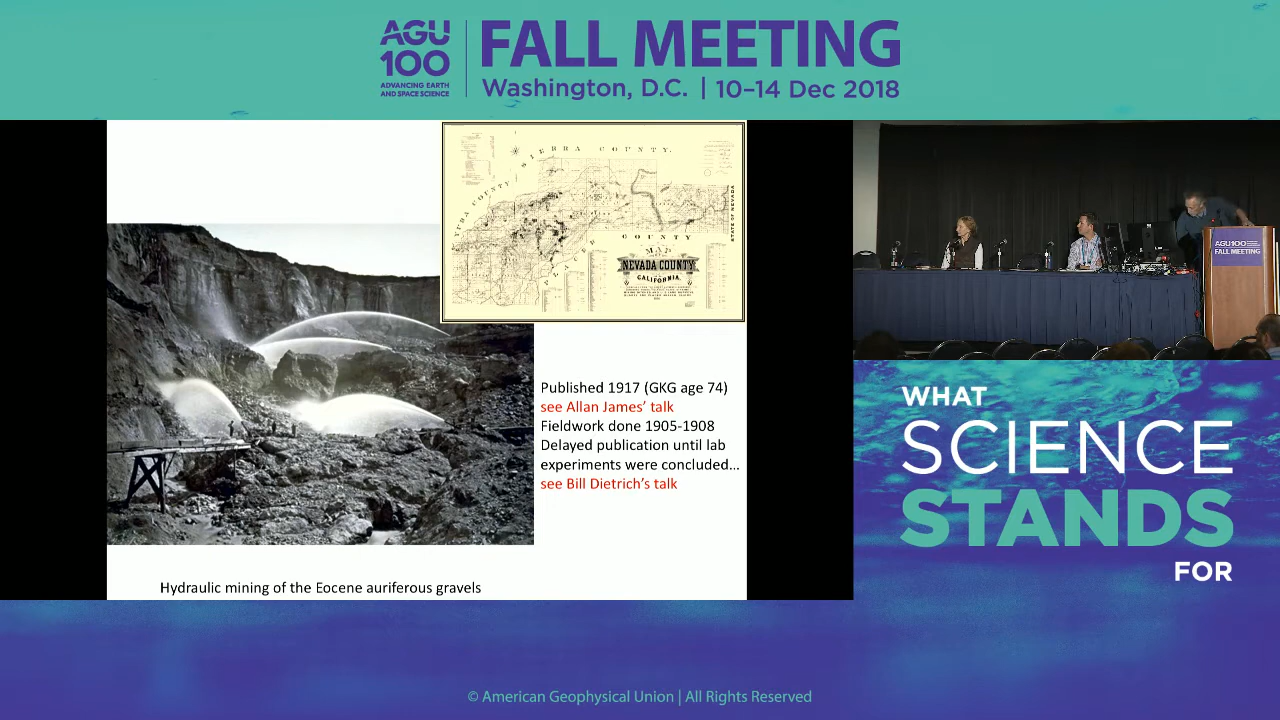 AGU
100
ADVANCING EARTH
AND SPACE SCIENCE
FALL MEETING
Washington, D.C. | 10–14 Dec 2018
SIERRA COUNTY.
YUBA COUNTY
PLACER COUNTY
STATE OF NEVADA
MAP
NEVADA COUNTY
CALIFORNIA.
Published 1917 (GKG age 74)
see Allan James’ talk
Fieldwork done 1905-1908
Delayed publication until lab
experiments were concluded…
see Bill Dietrich’s talk
Hydraulic mining of the Eocene auriferous gravels
AGU100
FALL MEETING
WHAT
SCIENCE
STANDS
FOR
© American Geophysical Union | All Rights Reserved